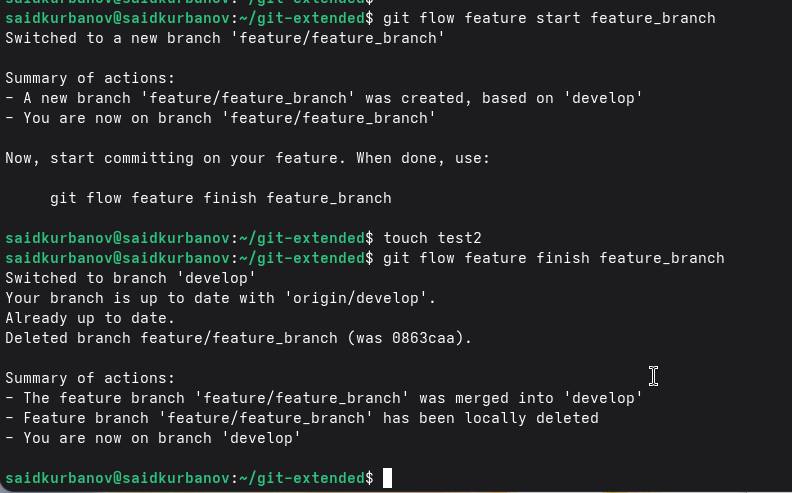 saidkurbanov@saidkurbanov:~/git-extended$ git flow feature start feature_branch
Switched to a new branch 'feature/feature_branch'
Summary of actions:
- A new branch 'feature/feature_branch' was created, based on 'develop'
- You are now on branch 'feature/feature_branch'
Now, start committing on your feature. When done, use:
git flow feature finish feature_branch
saidkurbanov@saidkurbanov:~/git-extended$ touch test2
saidkurbanov@saidkurbanov:~/git-extended$ git flow feature finish feature_branch
Switched to branch 'develop'
Your branch is up to date with 'origin/develop'.
Already up to date.
Deleted branch feature/feature_branch (was 0863caa).
Summary of actions:
- The feature branch 'feature/feature_branch' was merged into 'develop'
- Feature branch 'feature/feature_branch' has been locally deleted
- You are now on branch 'develop'
saidkurbanov@saidkurbanov:~/git-extended$